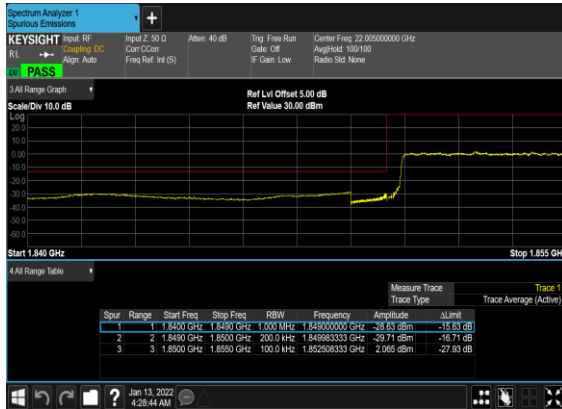 Spectrum Analyzer 1
Spurious Emissions
+
KEYSIGHT Input: RF Input Z: 50 Ω Atten: 40 dB Trig: Free Run Center Freq: 22.005000000 GHz
RL Coupling: DC Corr CCorr Gate: Off Avg|Hold: 100/100
Align: Auto Freq Ref: Int (S) IF Gain: Low Radio Std: None
LV PASS
3 All Range Graph
Scale/Div 10.0 dB Ref Lvl Offset 5.00 dB
Ref Value 30.00 dBm
Log
20.0
10.0
0.00
-10.0
-20.0
-30.0
-40.0
-50.0
-60.0
Start 1.840 GHz Stop 1.855 GH
4 All Range Table
Measure Trace Trace 1
Trace Type Trace Average (Active)
Spur Range Start Freq Stop Freq RBW Frequency Amplitude ΔLimit
1 1 1.8400 GHz 1.8490 GHz 1.000 MHz 1.849000000 GHz -28.63 dBm -15.63 dB
2 2 1.8490 GHz 1.8500 GHz 200.0 kHz 1.849983333 GHz -29.71 dBm -16.71 dB
3 3 1.8500 GHz 1.8550 GHz 100.0 kHz 1.852508333 GHz 2.065 dBm -27.93 dB
? Jan 13, 2022
4:28:44 AM